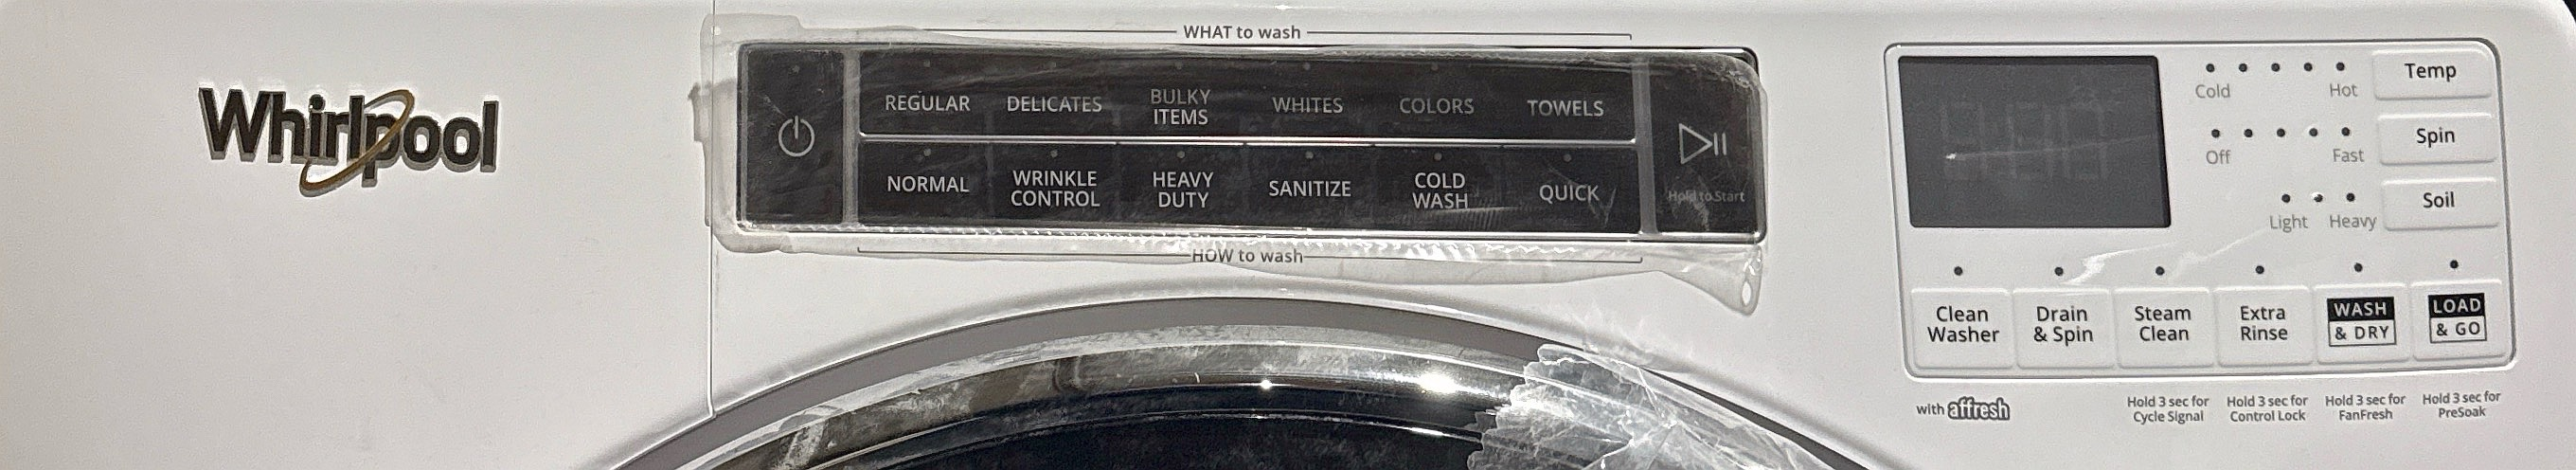 Whirlpool
WHAT to wash
REGULAR DELICATES BULKY ITEMS WHITES COLORS TOWELS
NORMAL WRINKLE CONTROL HEAVY DUTY SANITIZE COLD WASH QUICK
Hold to Start
HOW to wash
Cold Hot Temp
Off Fast Spin
Light Heavy Soil
Clean Washer
Drain & Spin
Steam Clean
Extra Rinse
WASH & DRY
LOAD & GO
with affresh
Hold 3 sec for Cycle Signal
Hold 3 sec for Control Lock
Hold 3 sec for FanFresh
Hold 3 sec for PreSoak